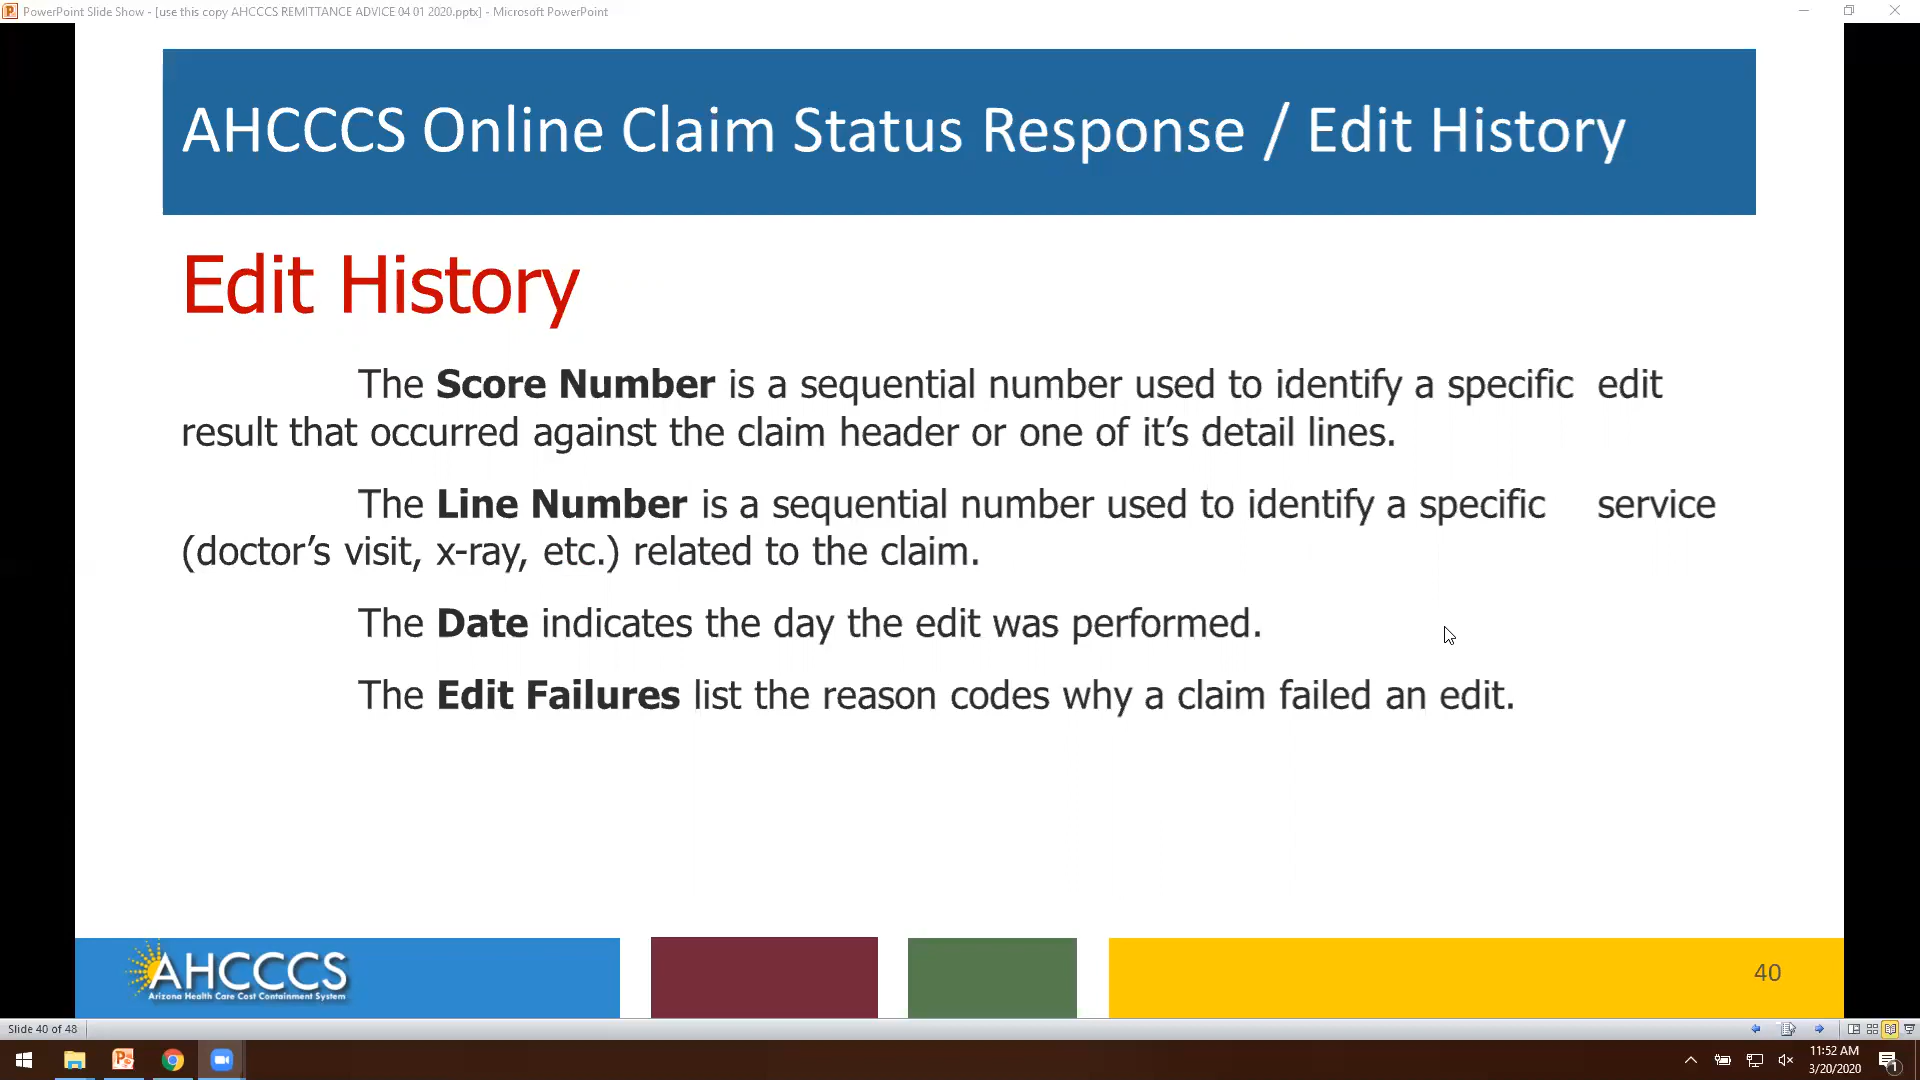 PowerPoint Slide Show - [use this copy AHCCCS REMITTANCE ADVICE 04 01 2020.pptx] - Microsoft PowerPoint
AHCCCS Online Claim Status Response / Edit History
Edit History
The Score Number is a sequential number used to identify a specific edit
result that occurred against the claim header or one of it’s detail lines.
The Line Number is a sequential number used to identify a specific service
(doctor’s visit, x-ray, etc.) related to the claim.
The Date indicates the day the edit was performed.
The Edit Failures list the reason codes why a claim failed an edit.
AHCCCS
Arizona Health Care Cost Containment System
40
Slide 40 of 48
11:52 AM
3/20/2020
1